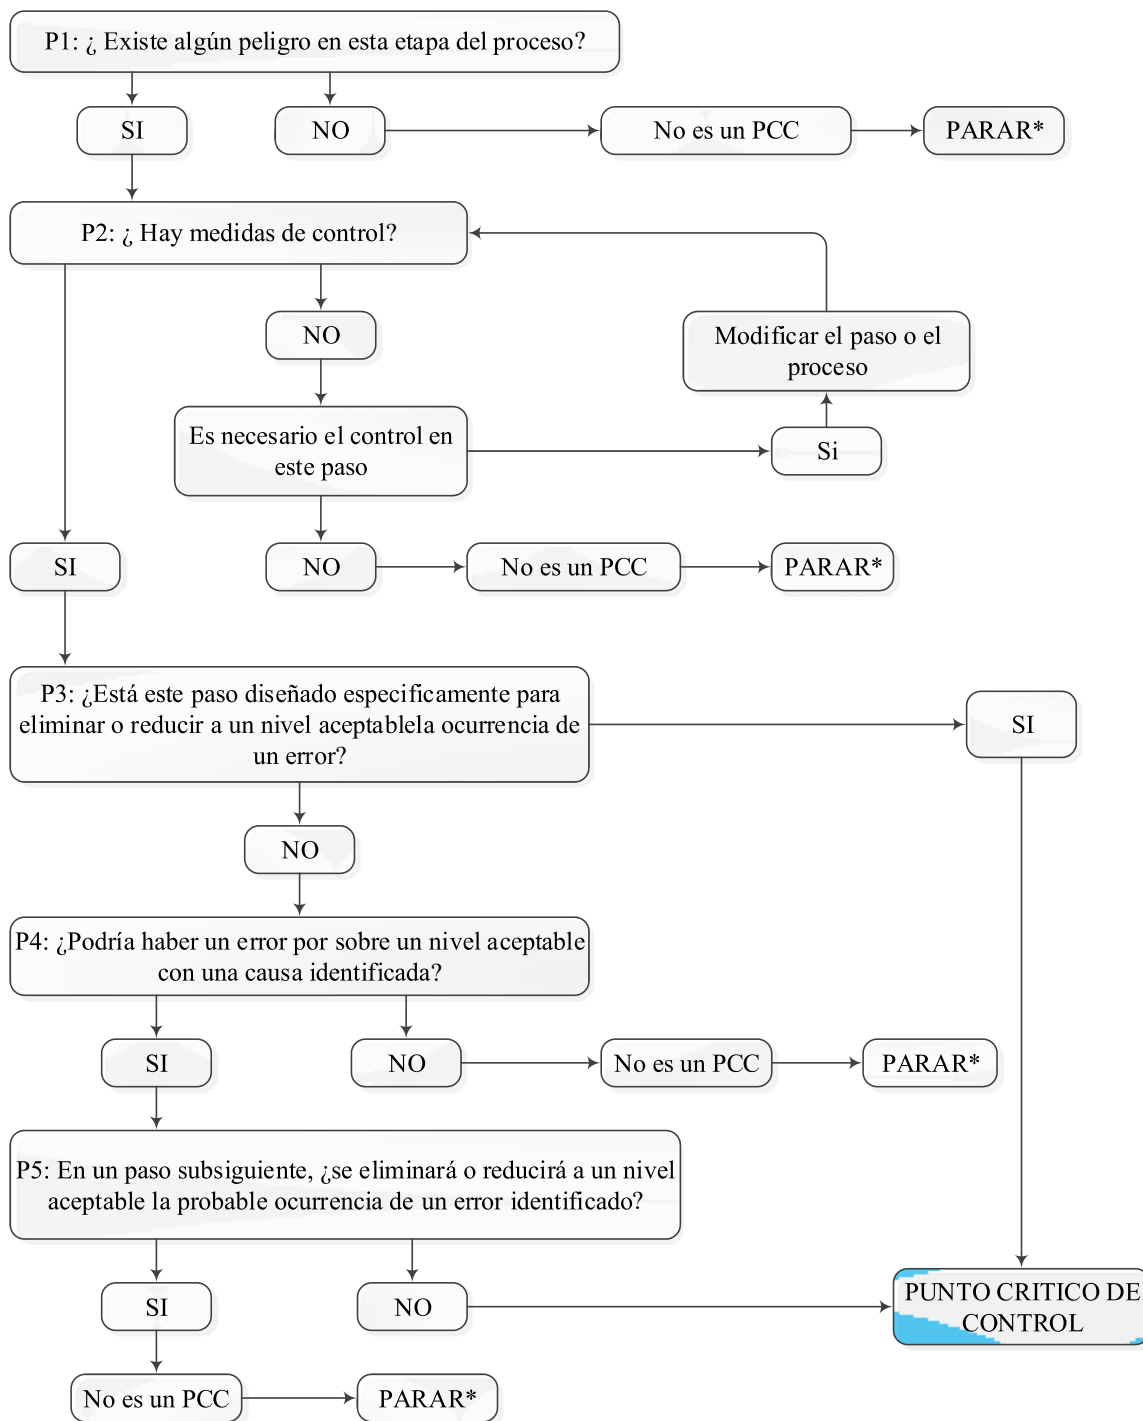 P1: ¿ Existe algún peligro en esta etapa del proceso?
SI
NO
No es un PCC
PARAR*
P2: ¿ Hay medidas de control?
NO
Modificar el paso o el
proceso
Es necesario el control en
este paso
Si
SI
NO
No es un PCC
PARAR*
P3: ¿Está este paso diseñado especificamente para
eliminar o reducir a un nivel aceptablela ocurrencia de
un error?
SI
NO
P4: ¿Podría haber un error por sobre un nivel aceptable
con una causa identificada?
SI
NO
No es un PCC
PARAR*
P5: En un paso subsiguiente, ¿se eliminará o reducirá a un nivel
aceptable la probable ocurrencia de un error identificado?
SI
NO
PUNTO CRITICO DE
CONTROL
No es un PCC
PARAR*